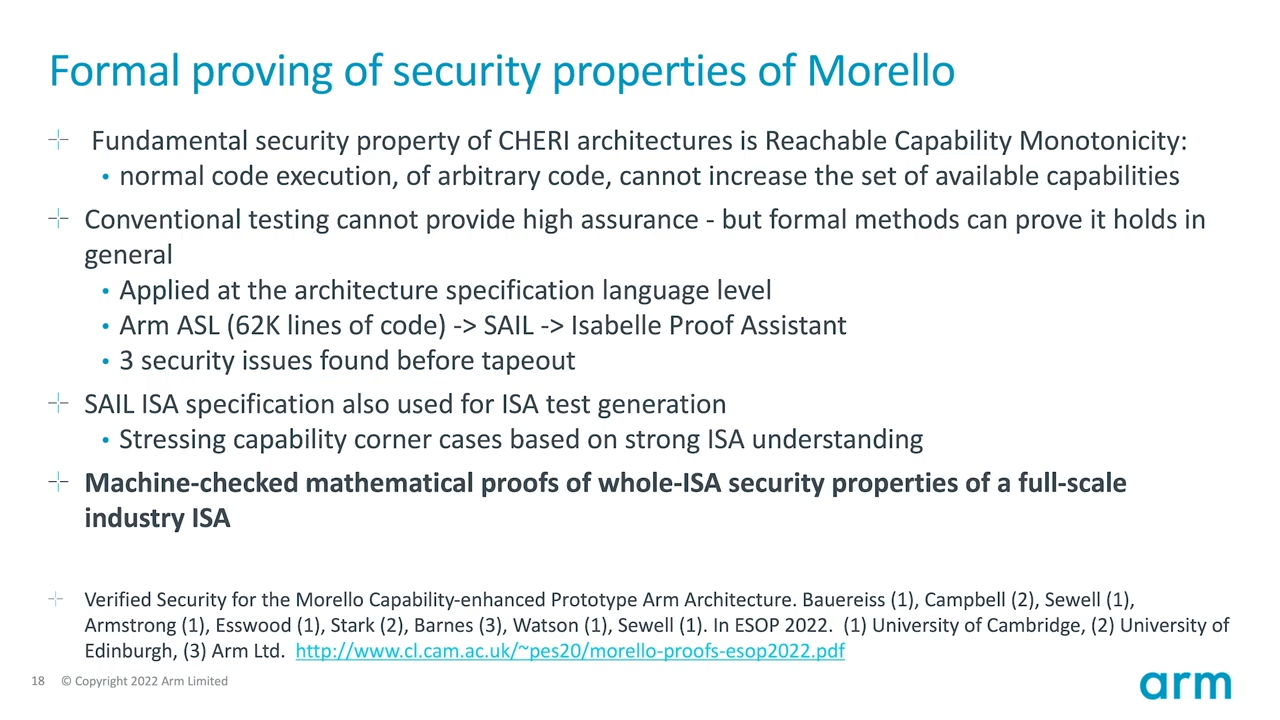 Formal proving of security properties of Morello
Fundamental security property of CHERI architectures is Reachable Capability Monotonicity:
• normal code execution, of arbitrary code, cannot increase the set of available capabilities
Conventional testing cannot provide high assurance - but formal methods can prove it holds in
general
• Applied at the architecture specification language level
• Arm ASL (62K lines of code) -> SAIL -> Isabelle Proof Assistant
• 3 security issues found before tapeout
SAIL ISA specification also used for ISA test generation
• Stressing capability corner cases based on strong ISA understanding
Machine-checked mathematical proofs of whole-ISA security properties of a full-scale
industry ISA
Verified Security for the Morello Capability-enhanced Prototype Arm Architecture. Bauereiss (1), Campbell (2), Sewell (1),
Armstrong (1), Esswood (1), Stark (2), Barnes (3), Watson (1), Sewell (1). In ESOP 2022. (1) University of Cambridge, (2) University of
Edinburgh, (3) Arm Ltd. http://www.cl.cam.ac.uk/~pes20/morello-proofs-esop2022.pdf
18 © Copyright 2022 Arm Limited
arm